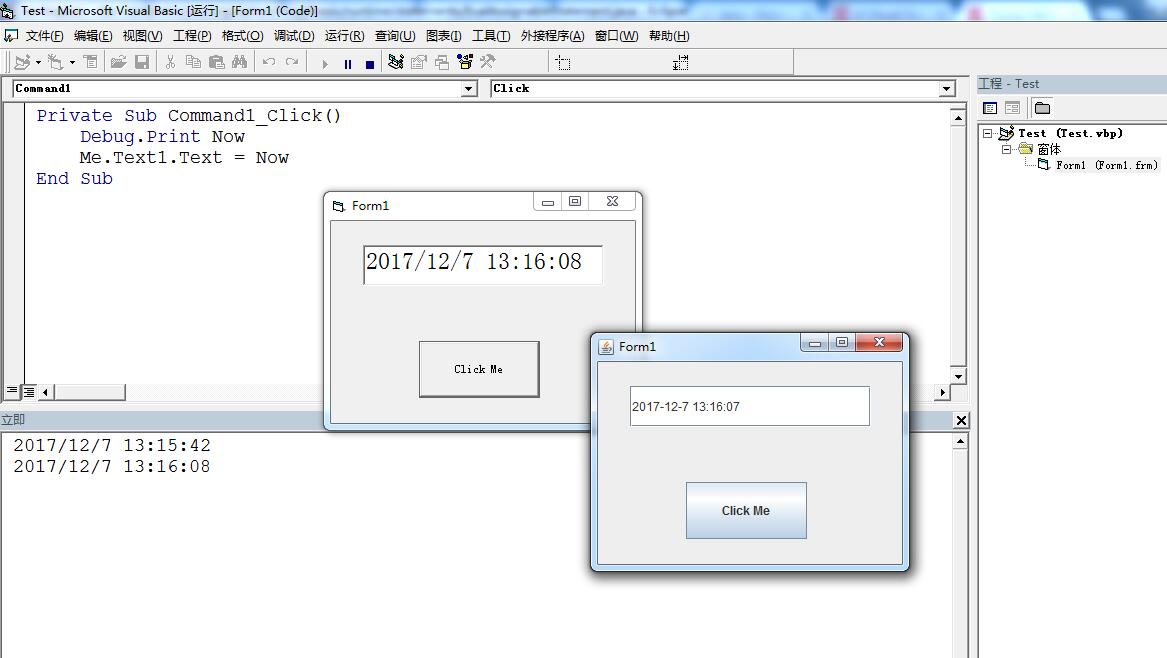 Test - Microsoft Visual Basic [运行] - [Form1 (Code)]
文件(F) 编辑(E) 视图(V) 工程(P) 格式(O) 调试(D) 运行(R) 查询(U) 图表(I) 工具(T) 外接程序(A) 窗口(W) 帮助(H)
Command1
Click
Private Sub Command1_Click()
Debug.Print Now
Me.Text1.Text = Now
End Sub
工程 - Test
Test (Test.vbp)
窗体
Form1 (Form1.frm)
Form1
2017/12/7 13:16:08
Click Me
Form1
2017-12-7 13:16:07
Click Me
立即
2017/12/7 13:15:42
2017/12/7 13:16:08